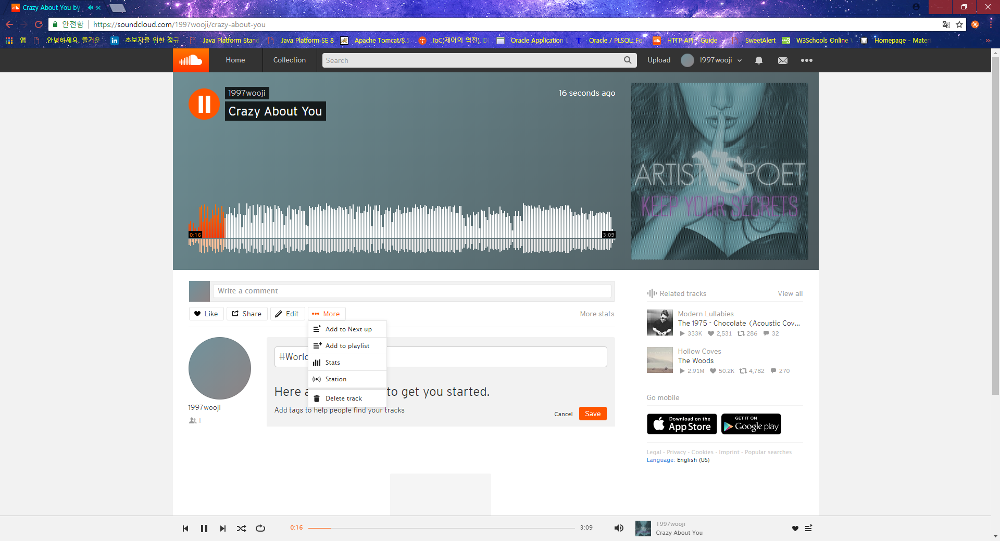 Crazy About You by
안전함 https://soundcloud.com/1997wooji/crazy-about-you
앱 안녕하세요. 즐거운 초보자를 위한 정규 Java Platform Stand Java Platform SE 8 Apache Tomcat/8.5 IoC(제어의 역전), D Oracle Application Oracle / PLSQL: HTTP API - Guide SweetAlert W3Schools Online Homepage - Materi
Home Collection Search Upload 1997wooji
1997wooji
16 seconds ago
Crazy About You
ARTIST VS POET
KEEP YOUR SECRETS
0:16
3:09
Write a comment
Like Share Edit More
More stats
Add to Next up
Add to playlist
Stats
Station
Delete track
#Worl
Here a to get you started.
Add tags to help people find your tracks
Cancel Save
1997wooji
1
Related tracks View all
Modern Lullabies
The 1975 - Chocolate (Acoustic Cov...
333K 2,531 286 32
Hollow Coves
The Woods
2.91M 50.2K 4,782 270
Go mobile
Download on the
App Store
GET IT ON
Google play
Legal - Privacy - Cookies - Imprint - Popular searches
Language: English (US)
0:16 3:09
1997wooji
Crazy About You